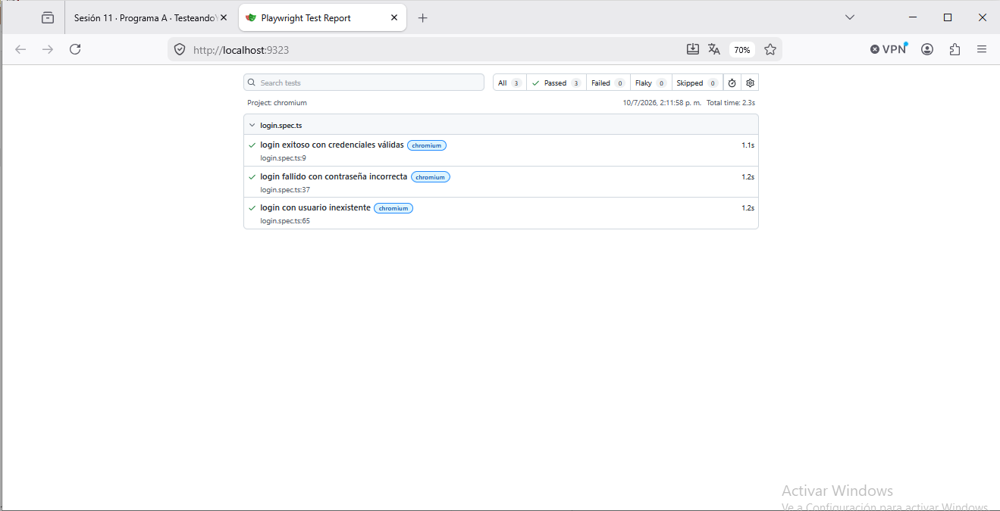 Sesión 11 · Programa A · Testeando
Playwright Test Report
http://localhost:9323
70%
VPN
Search tests
All 3
Passed 3
Failed 0
Flaky 0
Skipped 0
Project: chromium
10/7/2026, 2:11:58 p. m. Total time: 2.3s
login.spec.ts
login exitoso con credenciales válidas chromium 1.1s
login.spec.ts:9
login fallido con contraseña incorrecta chromium 1.2s
login.spec.ts:37
login con usuario inexistente chromium 1.2s
login.spec.ts:65
Activar Windows
Ve a Configuración para activar Windows.